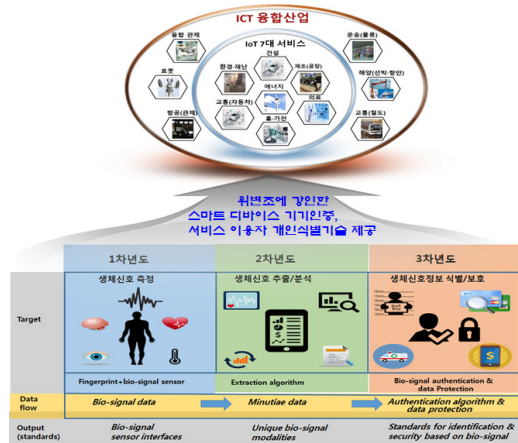 ICT 융합산업
IoT 7대 서비스
융합 관제
건설
운송(물류)
로봇
환경·재난
제조(공장)
해양(선박·항만)
에너지
교통(자동차)
의료
항공(관제)
홈·가전
교통(철도)
위변조에 강인한
스마트 디바이스 기기인증,
서비스 이용자 개인식별기술 제공
1차년도
2차년도
3차년도
Target
생체신호 측정
생체신호 추출/분석
생체신호정보 식별/보호
Fingerprint+bio-signal sensor
Extraction algorithm
Bio-signal authentication &
data Protection
Data
flow
Bio-signal data
Minutiae data
Authentication algorithm &
data protection
Output
(standards)
Bio-signal
sensor interfaces
Unique bio-signal
modalities
Standards for identification &
security based on bio-signal